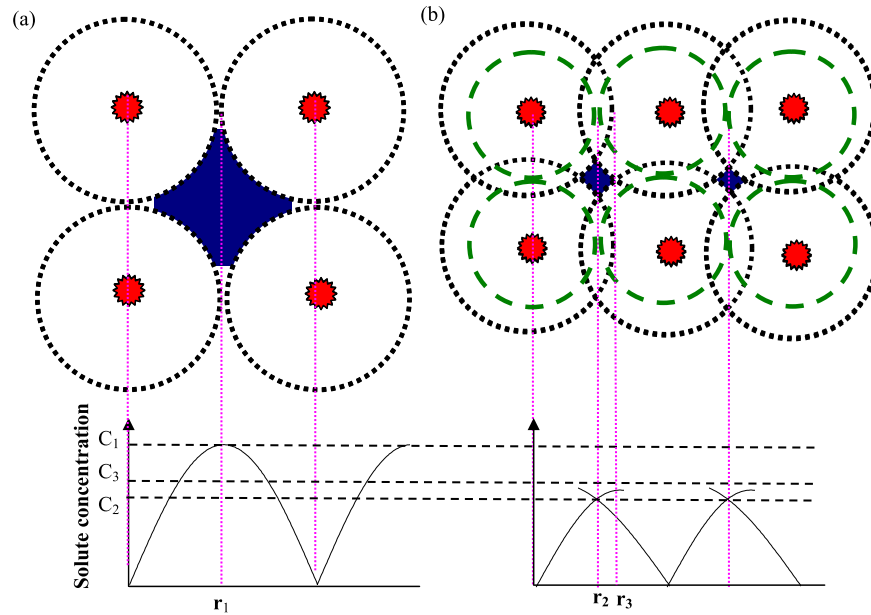 (a)
(b)
C₁
C₃
C₂
Solute concentration
r₁
r₂ r₃